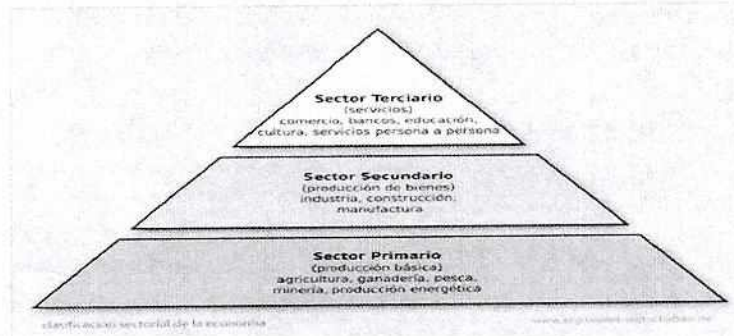 Sector Terciario
(servicios)
comercio, bancos, educación,
cultura, servicios persona a persona
Sector Secundario
(producción de bienes)
industria, construcción,
manufactura
Sector Primario
(producción básica)
agricultura, ganadería, pesca,
minería, producción energética
clasificación sectorial de la economía